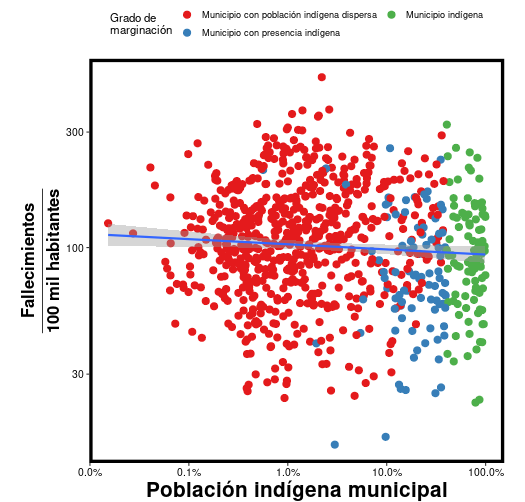 Grado de
marginación
Municipio con población indígena dispersa
Municipio indígena
Municipio con presencia indígena
Fallecimientos
100 mil habitantes
300
100
30
0.0%
0.1%
1.0%
10.0%
100.0%
Población indígena municipal